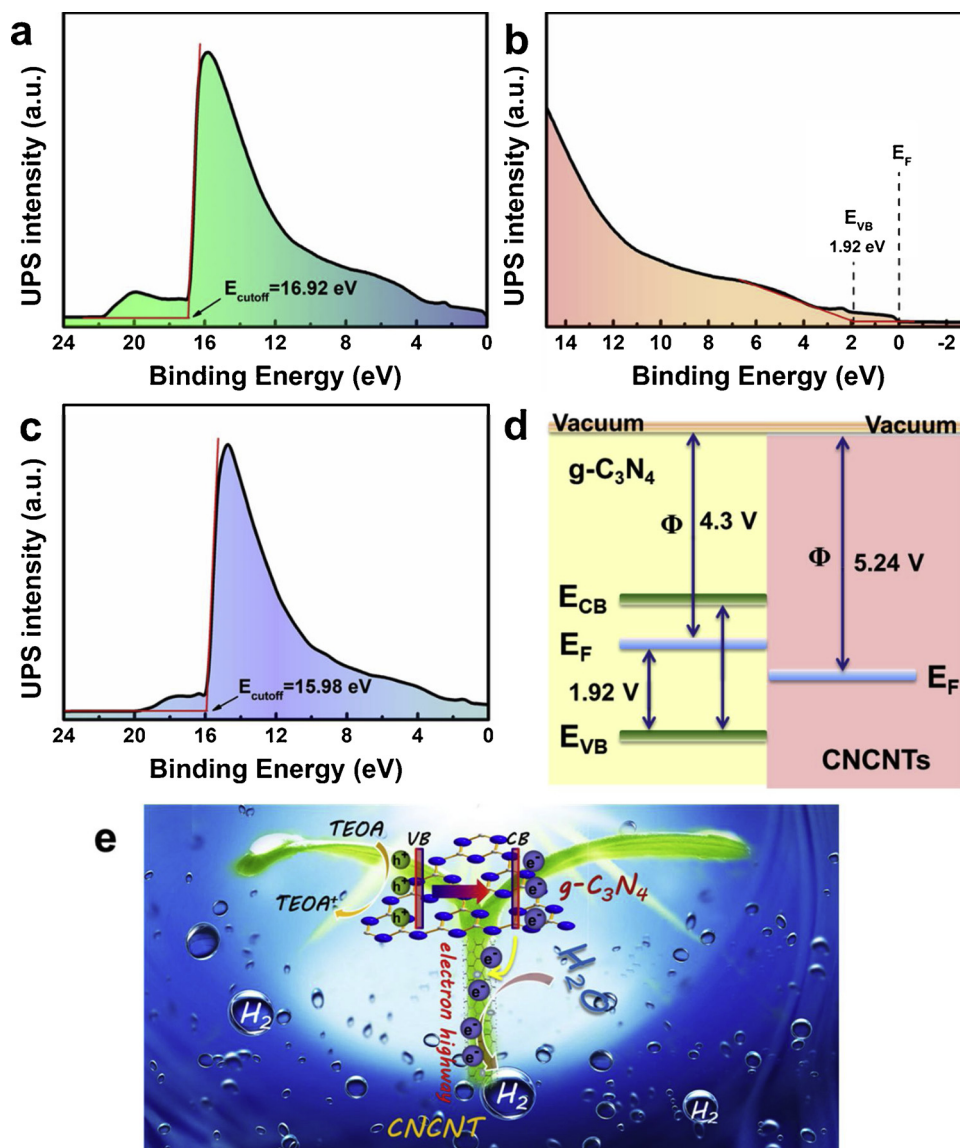 a
UPS intensity (a.u.)
E_cutoff=16.92 eV
24 20 16 12 8 4 0
Binding Energy (eV)
b
UPS intensity (a.u.)
E_F
E_VB
1.92 eV
14 12 10 8 6 4 2 0 -2
Binding Energy (eV)
c
UPS intensity (a.u.)
E_cutoff=15.98 eV
24 20 16 12 8 4 0
Binding Energy (eV)
d
Vacuum Vacuum
g-C₃N₄
Φ 4.3 V
Φ 5.24 V
E_CB
E_F
1.92 V
E_F
E_VB
CNCNTs
e
TEOA VB CB
h⁺ e⁻
h⁺ e⁻ g-C₃N₄
TEOA⁺ h⁺ e⁻
e⁻
H₂O
e⁻
electron highway
H₂
e⁻
e⁻
H₂
H₂
CNCNT